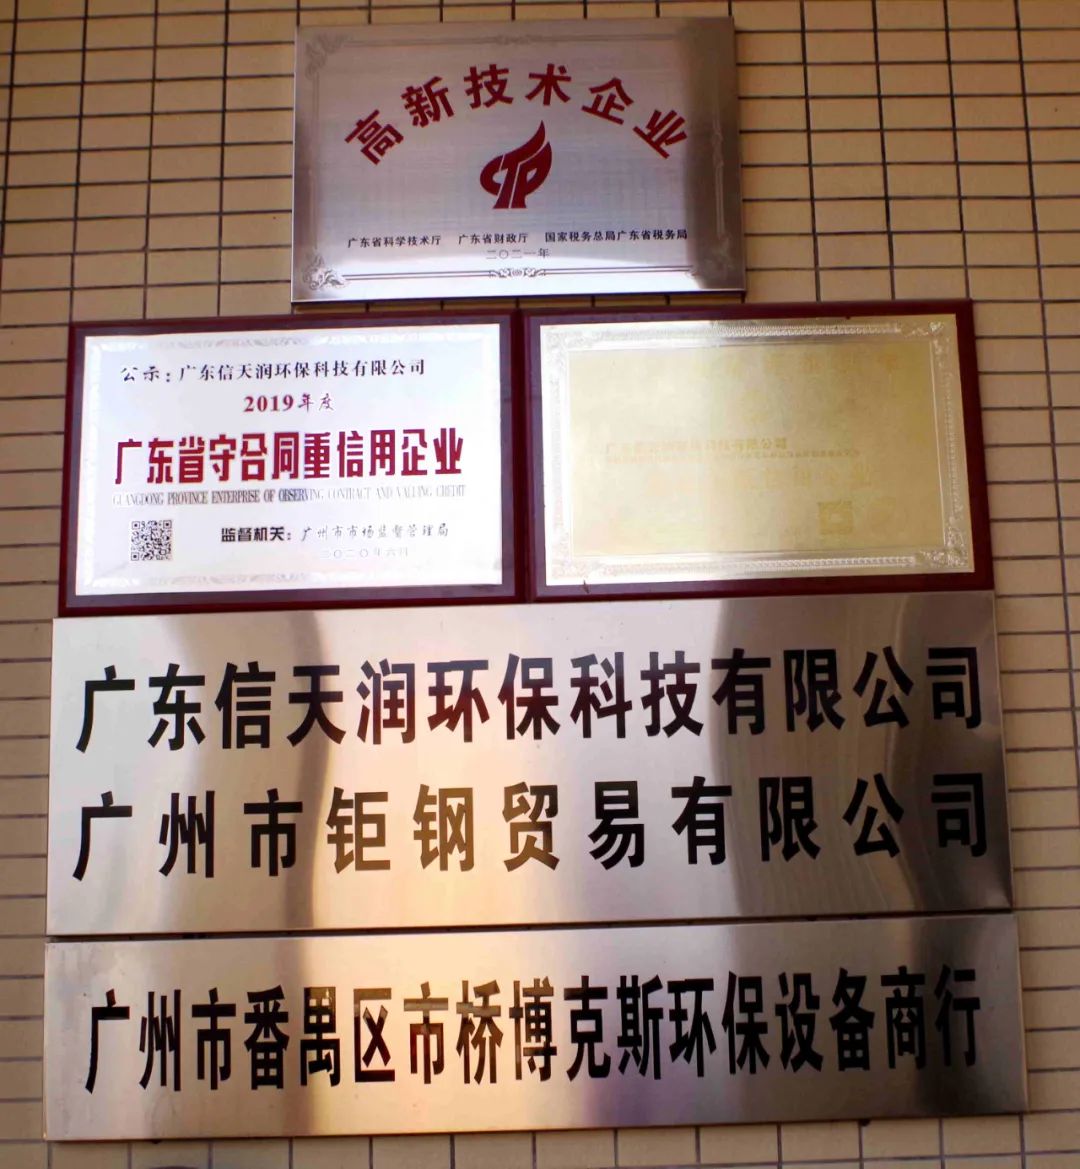 高新技术企业
广东省科学技术厅 广东省财政厅 国家税务总局广东省税务局
二〇二一年
公示：广东信天润环保科技有限公司
2019年度
广东省守合同重信用企业
GUANGDONG PROVINCE ENTERPRISE OF OBSERVING CONTRACT AND VALUING CREDIT
监督机关：广州市市场监督管理局
二〇二〇年六月
广东信天润环保科技有限公司
广州市钜钢贸易有限公司
广州市番禺区市桥博克斯环保设备商行